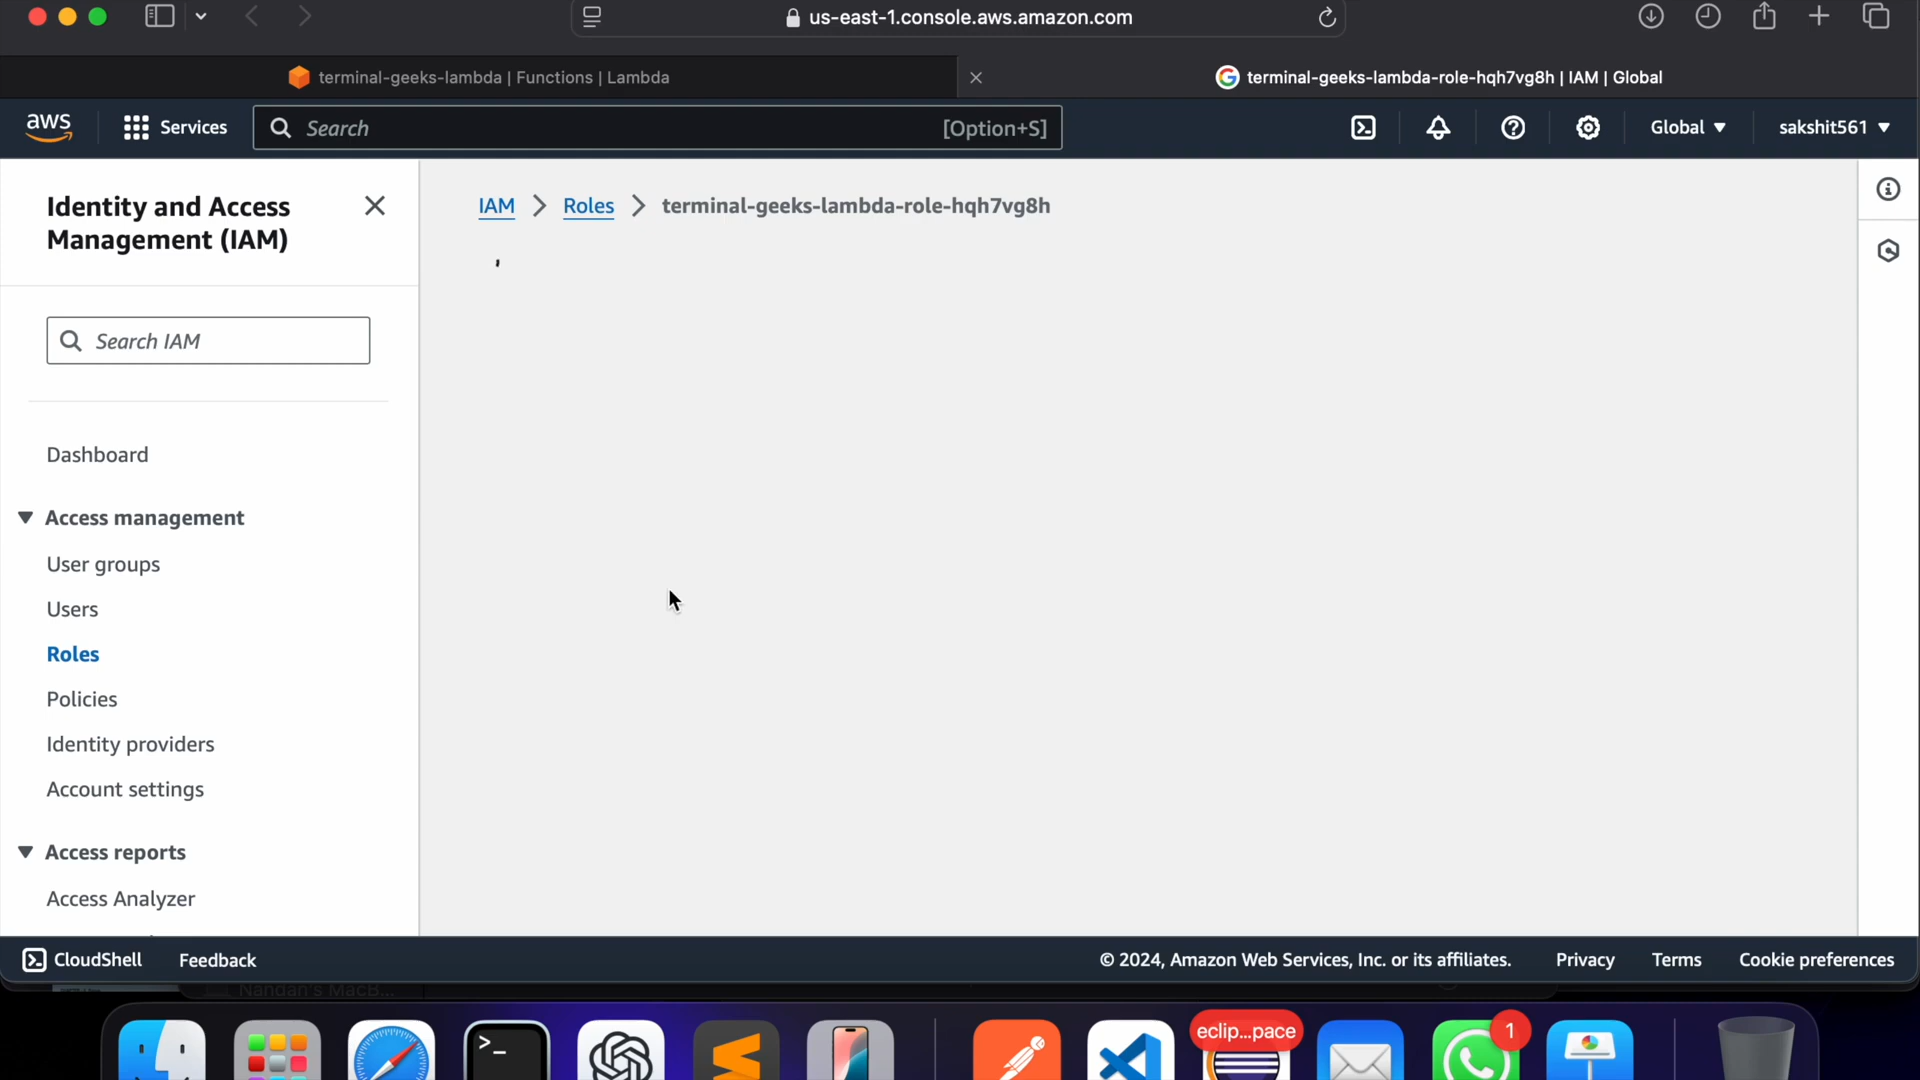 us-east-1.console.aws.amazon.com
terminal-geeks-lambda | Functions | Lambda
terminal-geeks-lambda-role-hqh7vg8h | IAM | Global
aws
Services
Search
[Option+S]
Global
sakshit561
Identity and Access
Management (IAM)
IAM > Roles > terminal-geeks-lambda-role-hqh7vg8h
Search IAM
Dashboard
Access management
User groups
Users
Roles
Policies
Identity providers
Account settings
Access reports
Access Analyzer
CloudShell
Feedback
© 2024, Amazon Web Services, Inc. or its affiliates.
Privacy
Terms
Cookie preferences
Nandan's MacB...
eclip...pace
1